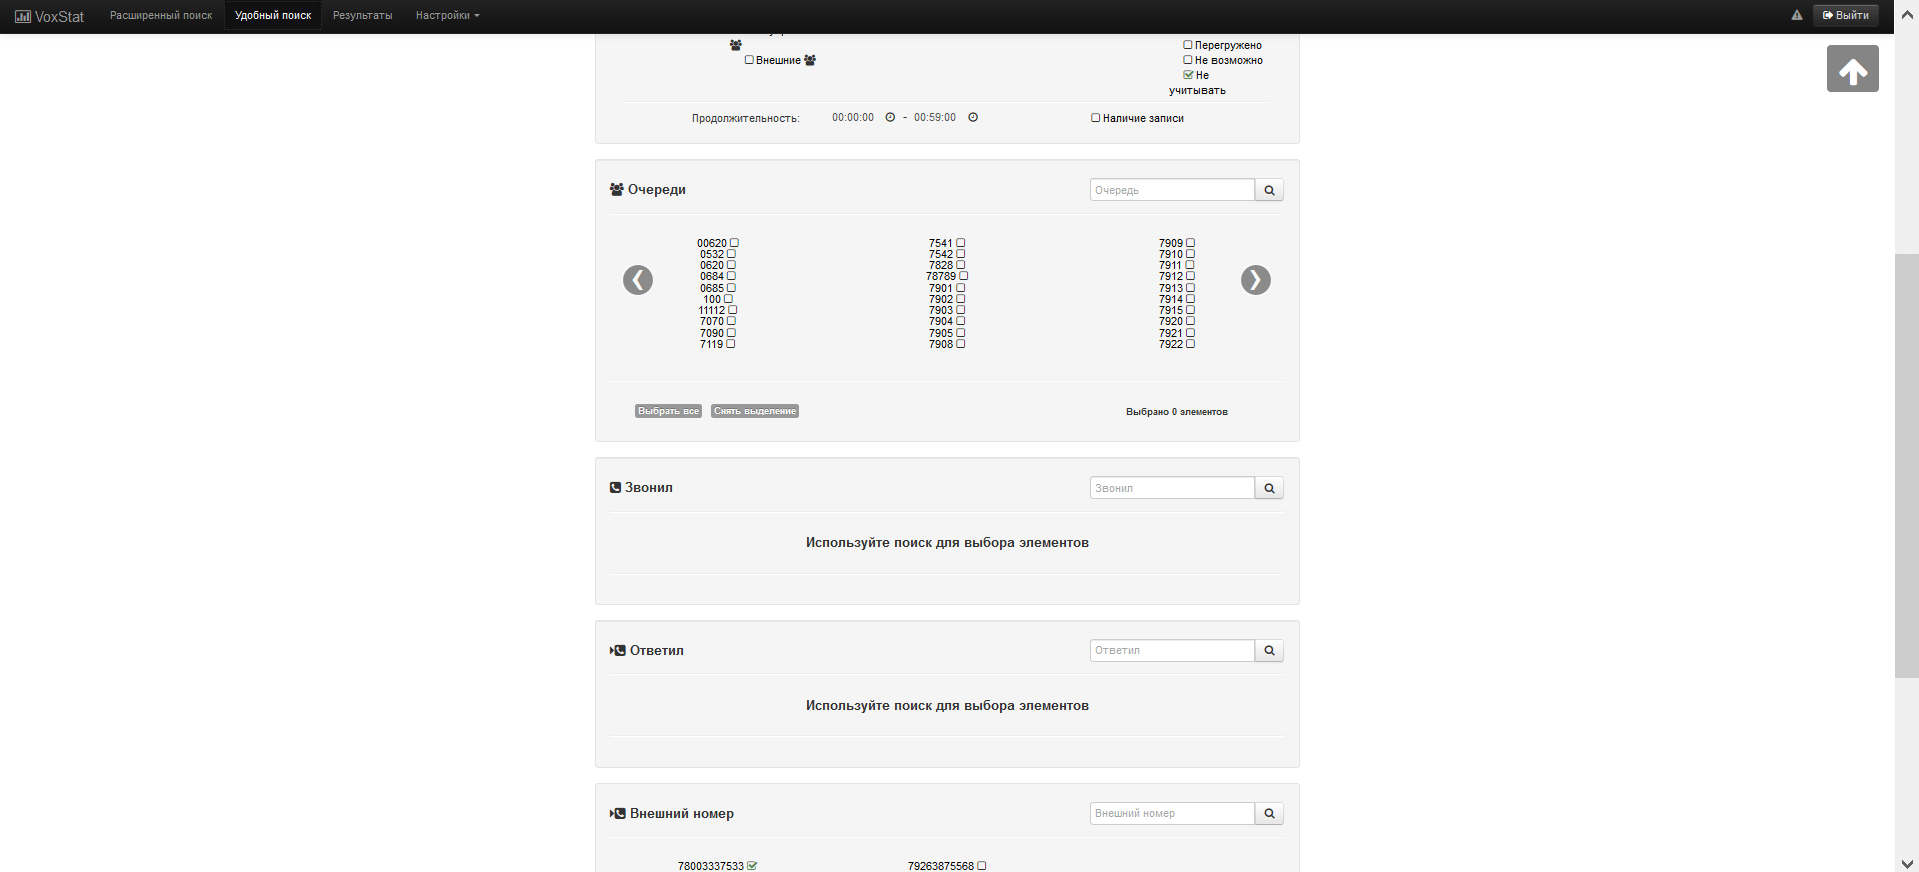 VoxStat Расширенный поиск Удобный поиск Результаты Настройки Выйти
Перегружено
Внешние Не возможно
Не
учитывать
Продолжительность: 00:00:00 - 00:59:00 Наличие записи
Очереди Очередь
00620 7541 7909
0532 7542 7910
0620 7828 7911
0684 78789 7912
0685 7901 7913
100 7902 7914
11112 7903 7915
7070 7904 7920
7090 7905 7921
7119 7908 7922
Выбрать все Снять выделение Выбрано 0 элементов
Звонил Звонил
Используйте поиск для выбора элементов
Ответил Ответил
Используйте поиск для выбора элементов
Внешний номер Внешний номер
78003337533 79263875568